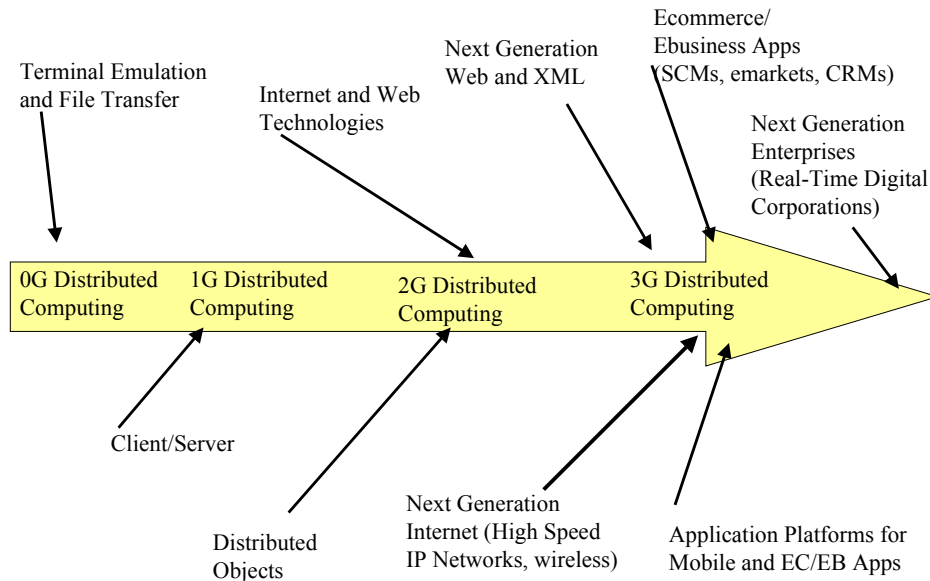 Ecommerce/
Ebusiness Apps
(SCMs, emarkets, CRMs)
Next Generation
Web and XML
Terminal Emulation
and File Transfer
Internet and Web
Technologies
Next Generation
Enterprises
(Real-Time Digital
Corporations)
0G Distributed
Computing
1G Distributed
Computing
2G Distributed
Computing
3G Distributed
Computing
Client/Server
Distributed
Objects
Next Generation
Internet (High Speed
IP Networks, wireless)
Application Platforms for
Mobile and EC/EB Apps